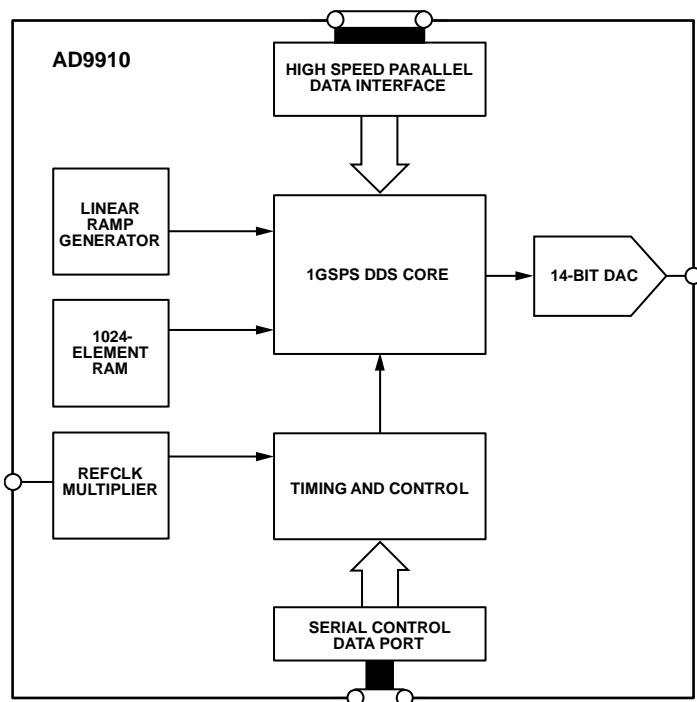 AD9910
HIGH SPEED PARALLEL
DATA INTERFACE
LINEAR
RAMP
GENERATOR
1GSPS DDS CORE
14-BIT DAC
1024-
ELEMENT
RAM
REFCLK
MULTIPLIER
TIMING AND CONTROL
SERIAL CONTROL
DATA PORT